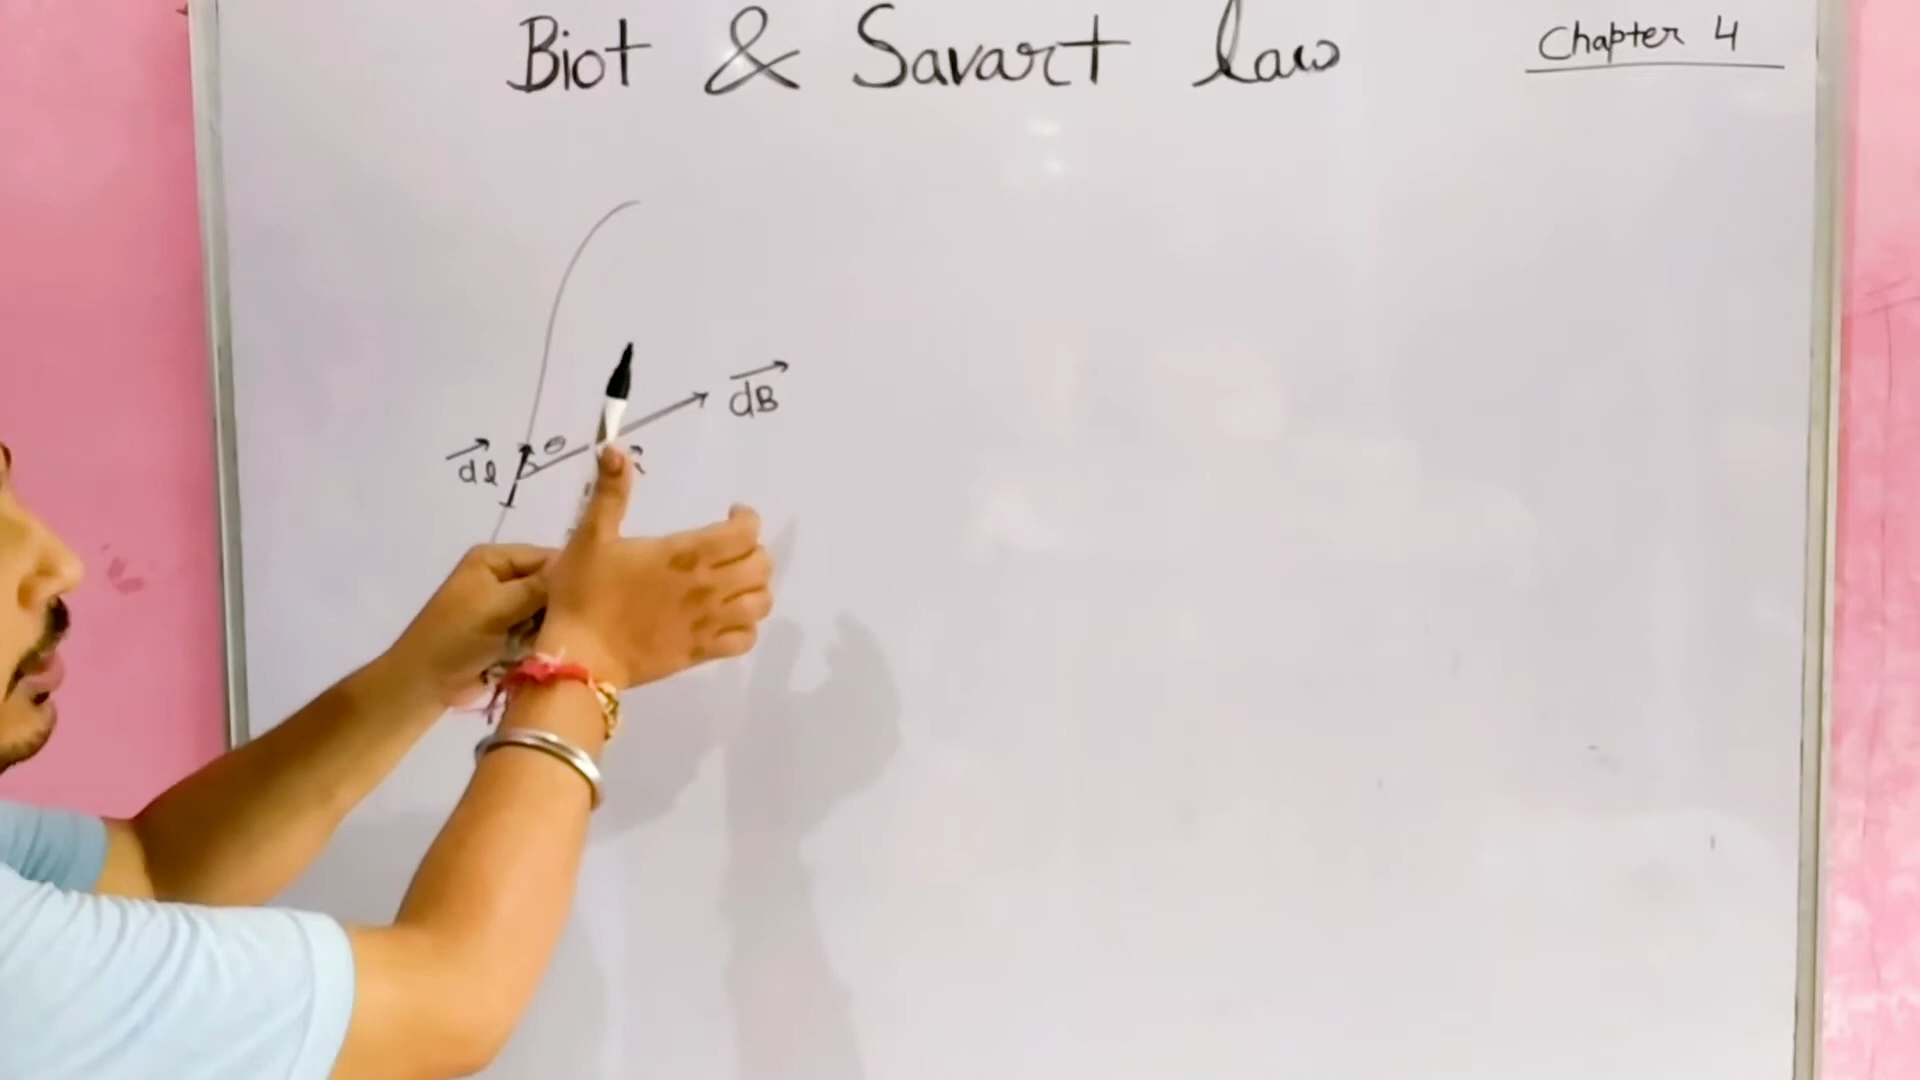 Biot & Savart law
Chapter 4
dB
θ
dl